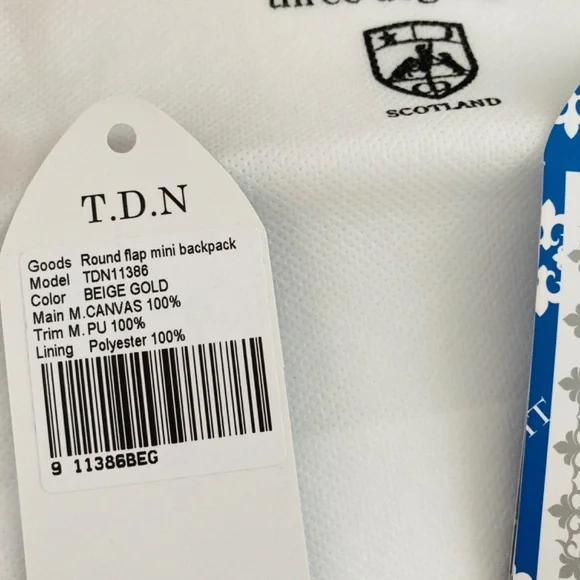 SCOTLAND
T.D.N
Goods Round flap mini backpack
Model TDN11386
Color BEIGE GOLD
Main M.CANVAS 100%
Trim M.PU 100%
Lining Polyester 100%
9 11386BEG